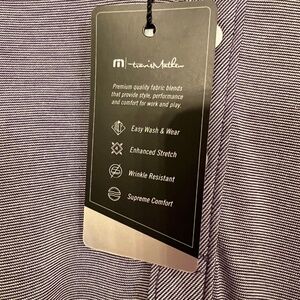 m travisMathew
Premium quality fabric blends
that provide style, performance
and comfort for work and play
Easy Wash & Wear
Enhanced Stretch
Wrinkle Resistant
Supreme Comfort